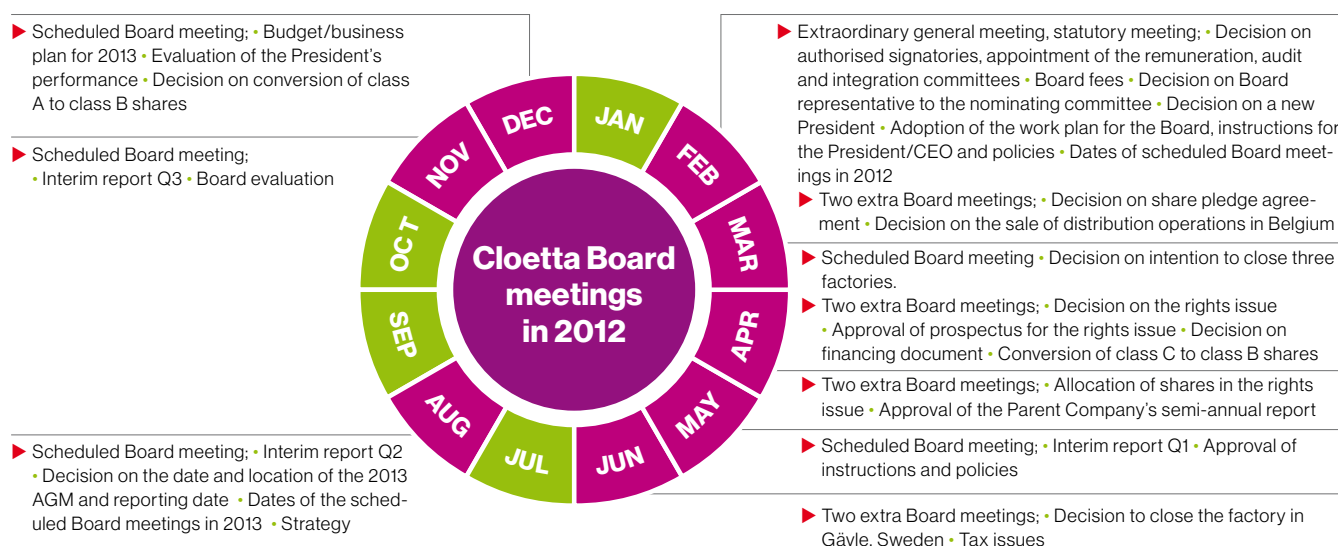 ▶ Scheduled Board meeting; • Budget/business
plan for 2013 • Evaluation of the President's
performance • Decision on conversion of class
A to class B shares
▶ Scheduled Board meeting;
• Interim report Q3 • Board evaluation
▶ Scheduled Board meeting; • Interim report Q2
• Decision on the date and location of the 2013
AGM and reporting date • Dates of the sched-
uled Board meetings in 2013 • Strategy
Cloetta Board
meetings
in 2012
JAN
FEB
MAR
APR
MAY
JUN
JUL
AUG
SEP
OCT
NOV
DEC
▶ Extraordinary general meeting, statutory meeting; • Decision on
authorised signatories, appointment of the remuneration, audit
and integration committees • Board fees • Decision on Board
representative to the nominating committee • Decision on a new
President • Adoption of the work plan for the Board, instructions for
the President/CEO and policies • Dates of scheduled Board meet-
ings in 2012
▶ Two extra Board meetings; • Decision on share pledge agree-
ment • Decision on the sale of distribution operations in Belgium
▶ Scheduled Board meeting • Decision on intention to close three
factories.
▶ Two extra Board meetings; • Decision on the rights issue
• Approval of prospectus for the rights issue • Decision on
financing document • Conversion of class C to class B shares
▶ Two extra Board meetings; • Allocation of shares in the rights
issue • Approval of the Parent Company's semi-annual report
▶ Scheduled Board meeting; • Interim report Q1 • Approval of
instructions and policies
▶ Two extra Board meetings; • Decision to close the factory in
Gävle, Sweden • Tax issues